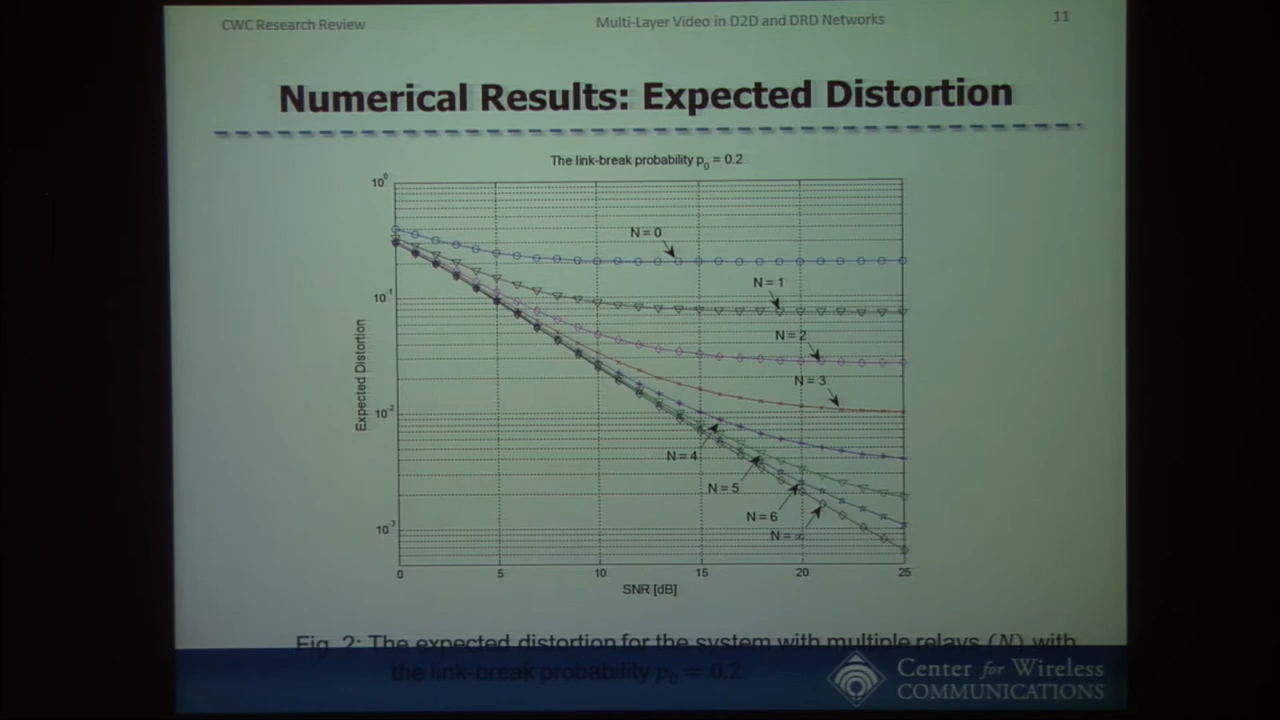 CWC Research Review
Multi-Layer Video in D2D and DRD Networks
11
Numerical Results: Expected Distortion
The link-break probability p₀ = 0.2
10⁰
10⁻¹
10⁻²
10⁻³
Expected Distortion
N = 0
N = 1
N = 2
N = 3
N = 4
N = 5
N = 6
N = ∞
0 5 10 15 20 25
SNR [dB]
Fig. 2: The expected distortion for the system with multiple relays (N) with
the link-break probability p₀ = 0.2.
Center for Wireless
COMMUNICATIONS